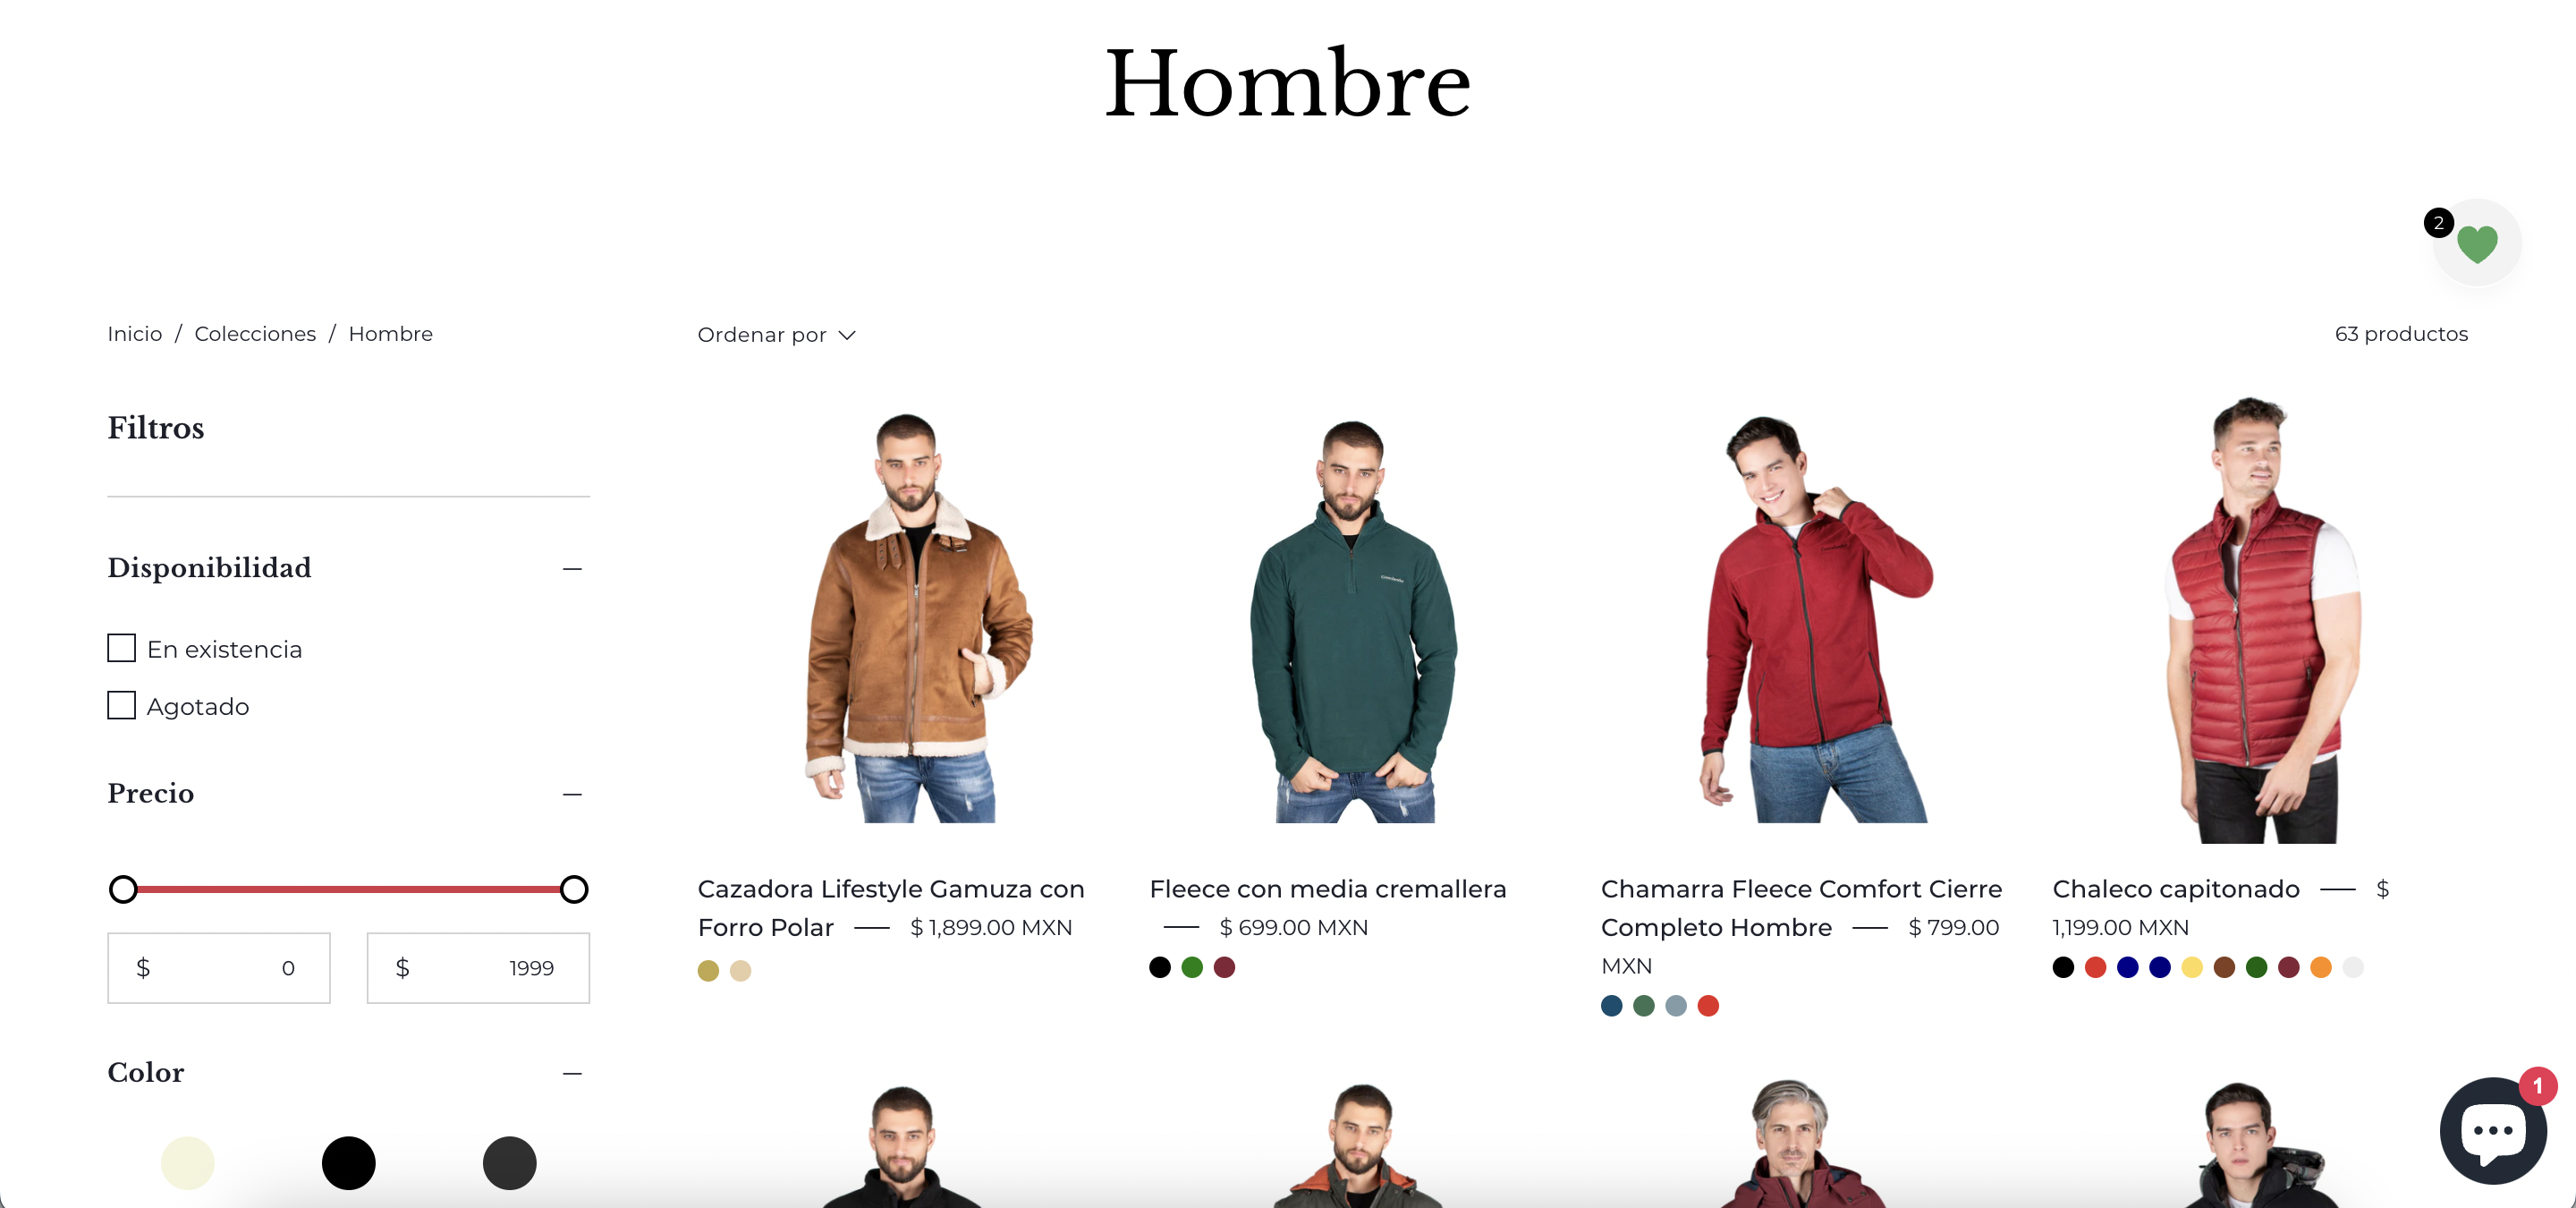 Hombre
2
Inicio / Colecciones / Hombre
Ordenar por
63 productos
Filtros
Disponibilidad
En existencia
Agotado
Precio
$ 0
$ 1999
Color
Cazadora Lifestyle Gamuza con
Forro Polar — $ 1,899.00 MXN
Fleece con media cremallera
— $ 699.00 MXN
Chamarra Fleece Comfort Cierre
Completo Hombre — $ 799.00
MXN
Chaleco capitonado — $
1,199.00 MXN
1